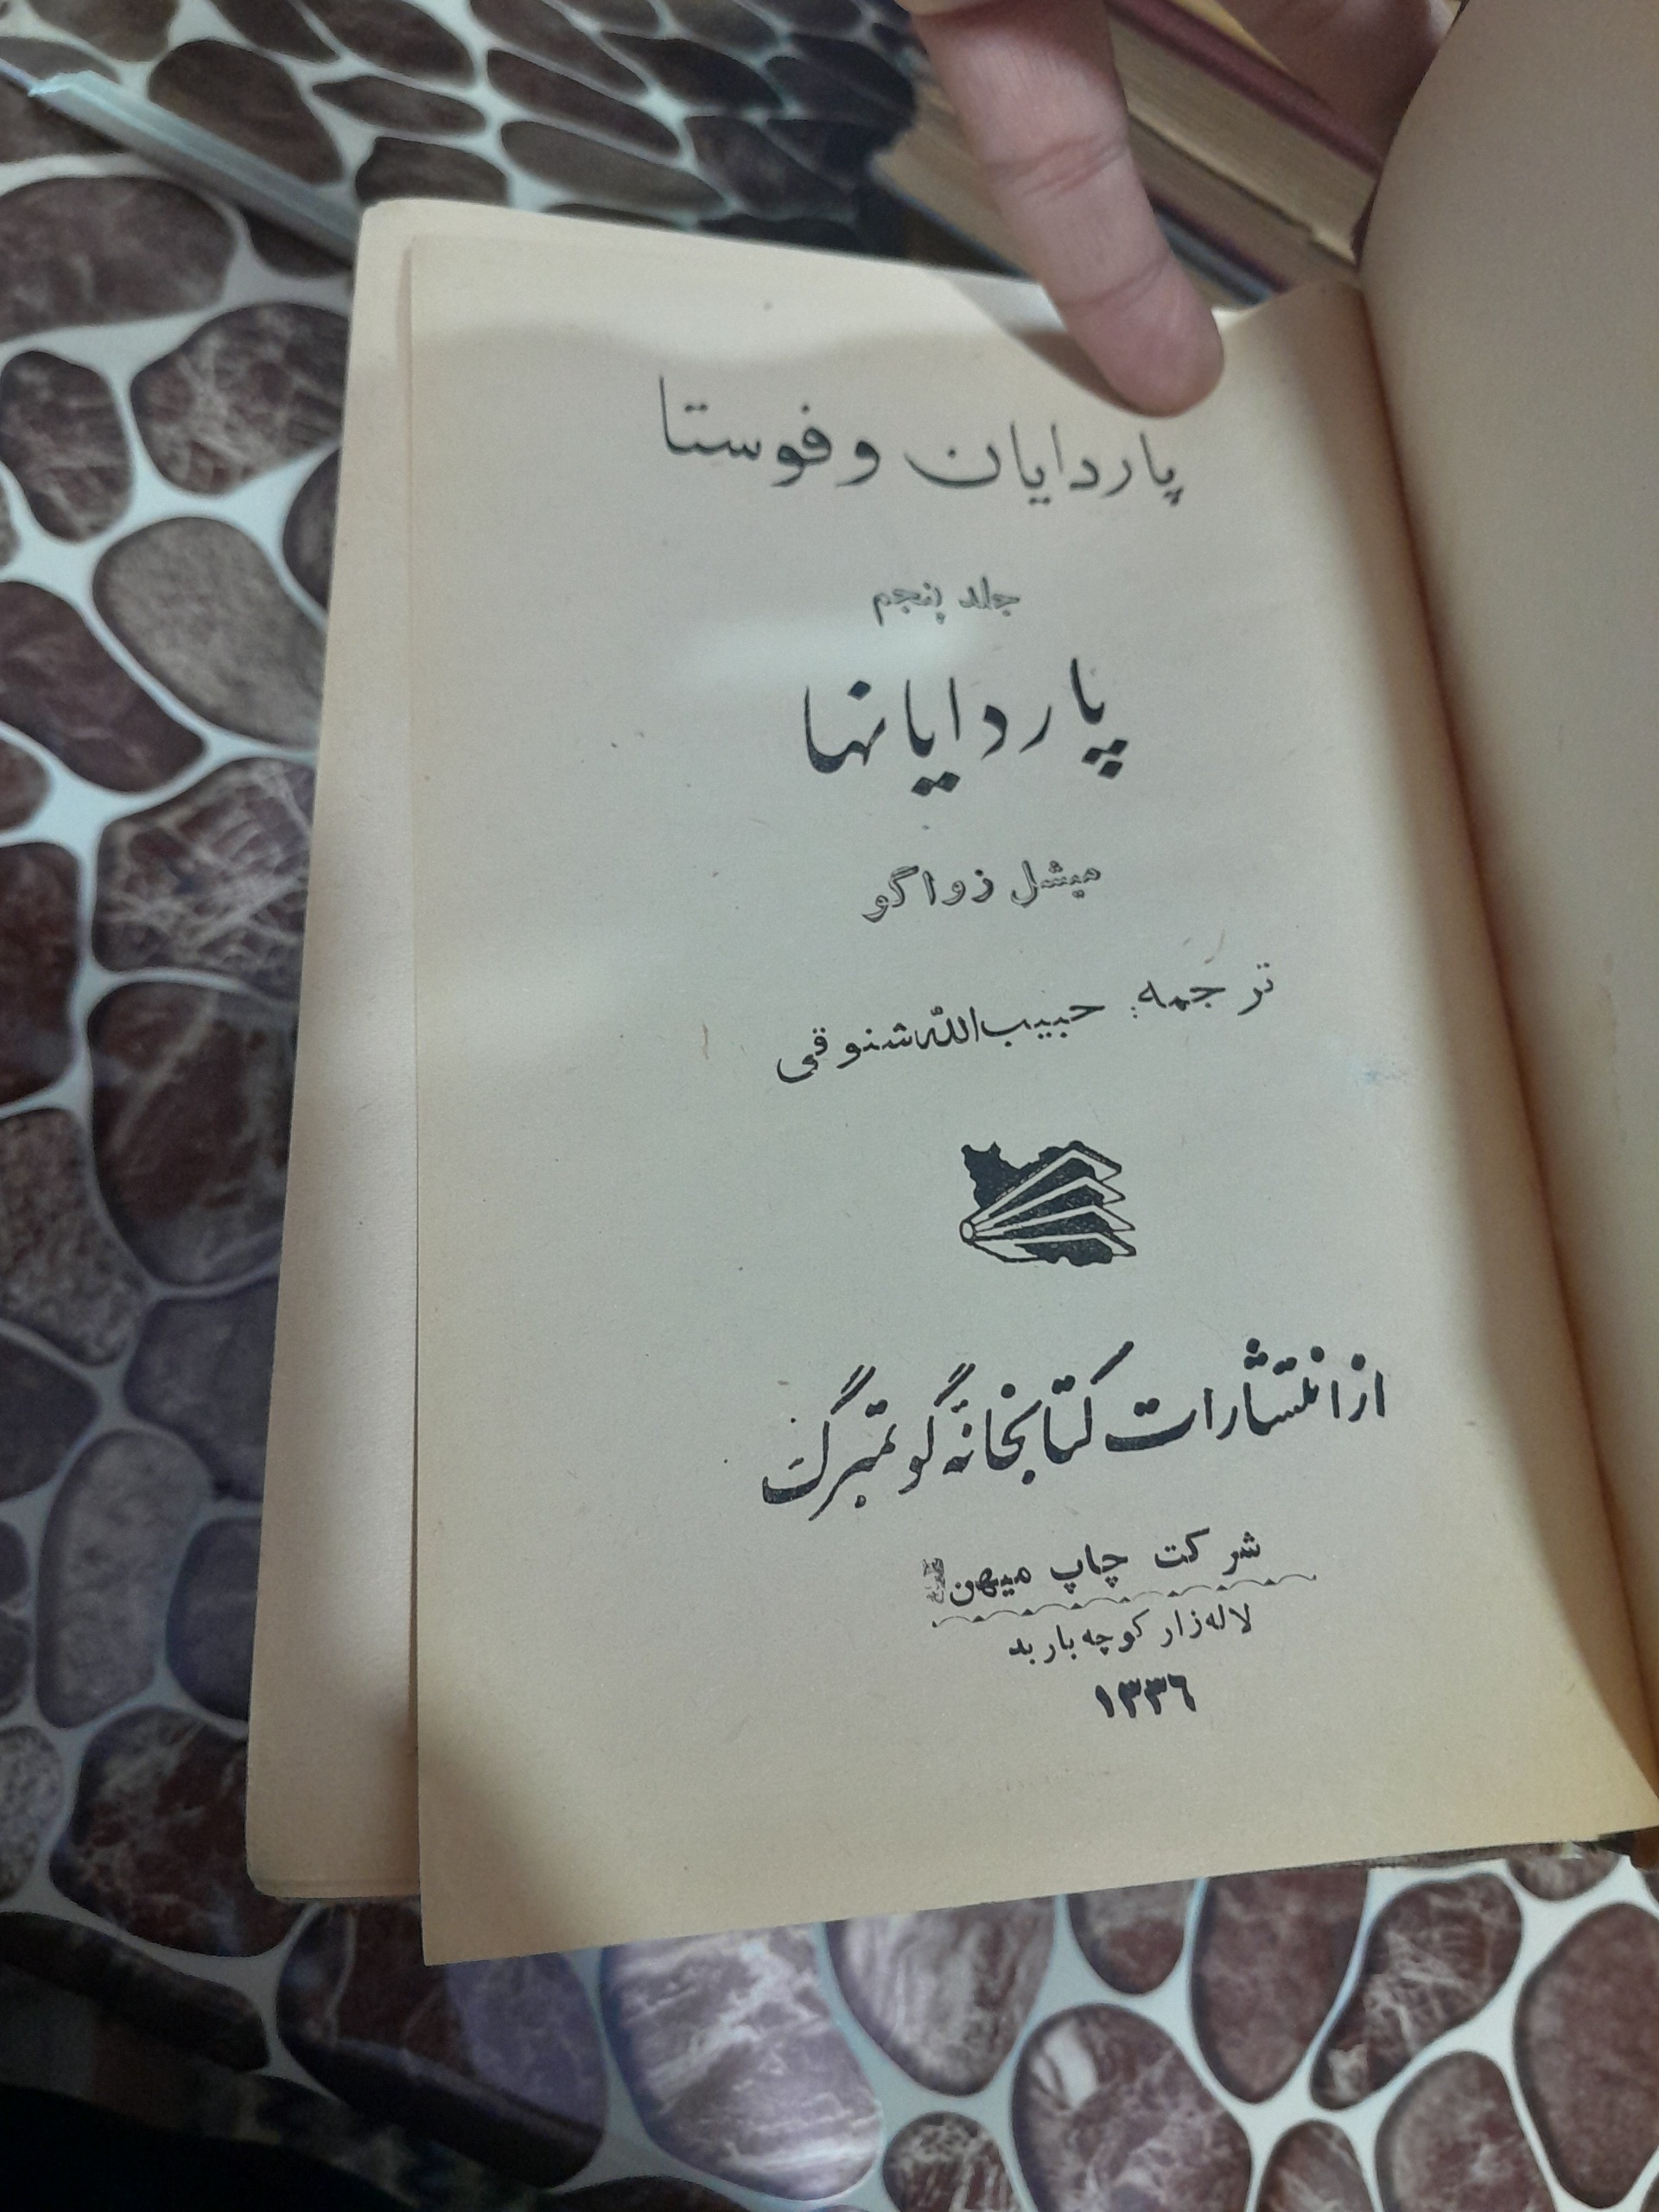 پاردایان و فوستا
جلد پنجم
پاردایانها
میشل زواگو
ترجمه: حبیب‌الله شنوقی
از انتشارات کتابخانهٔ گوتمبرگ
شرکت چاپ میهن
لاله‌زار کوچه باربد
۱۳۳۶